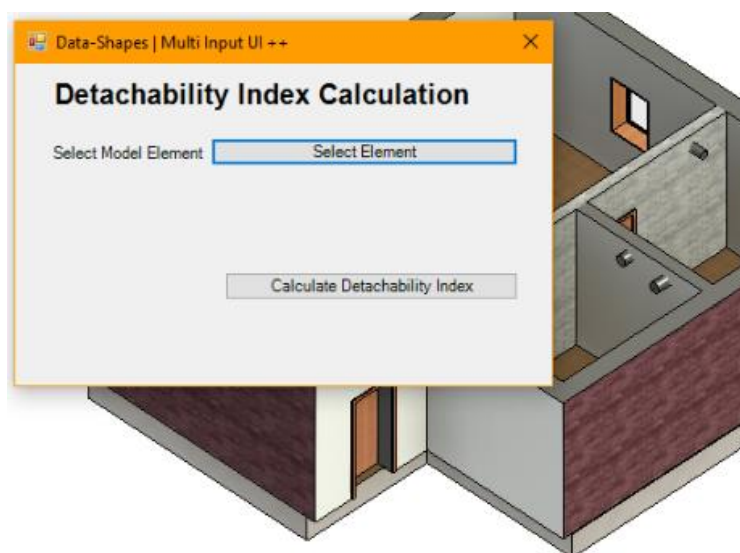 Data-Shapes | Multi Input UI ++
Detachability Index Calculation
Select Model Element
Select Element
Calculate Detachability Index